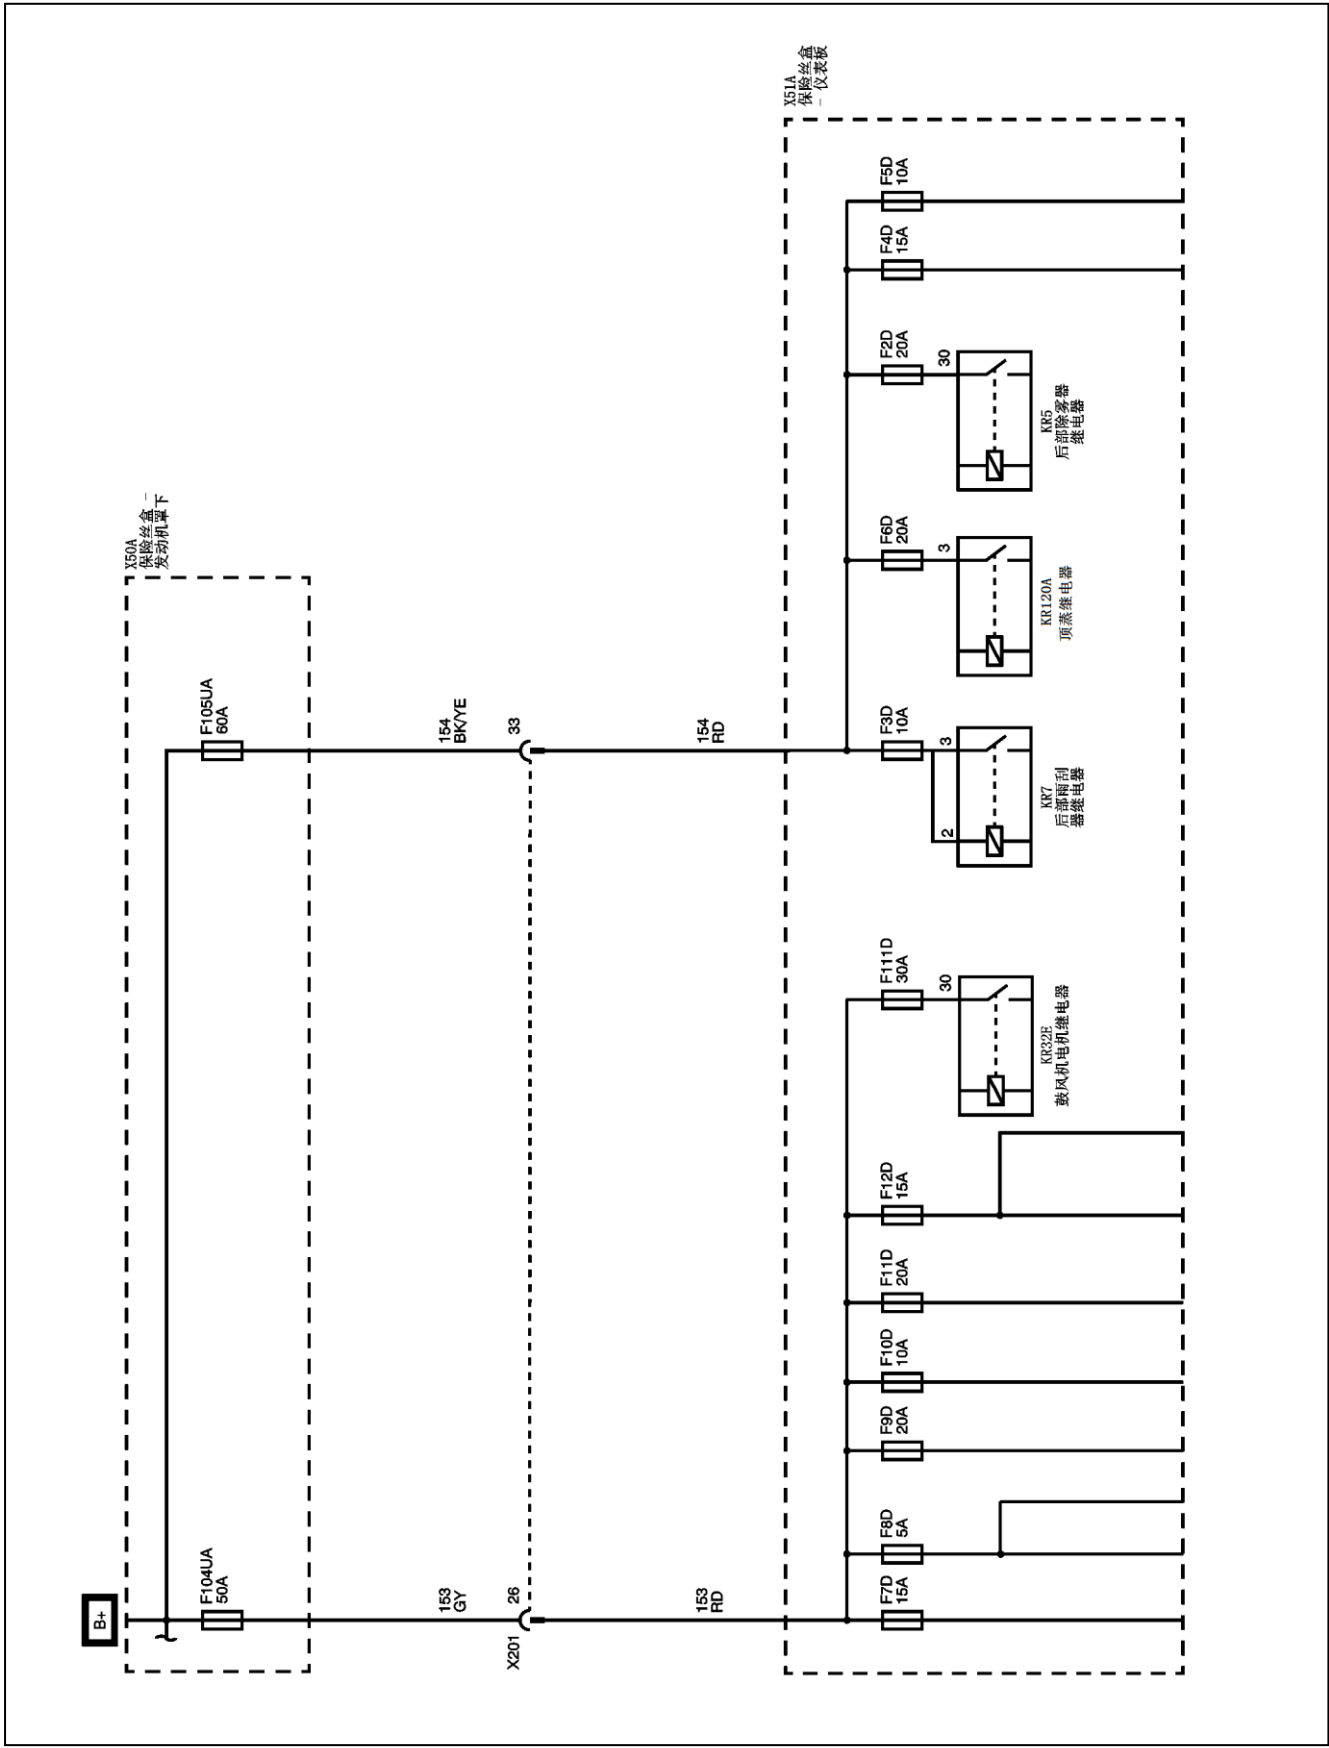 B+
X50A
保险丝盒 -
发动机罩下
F104UA
50A
F105UA
60A
153
GY
154
BK/YE
X201
26
33
153
RD
154
RD
X51A
保险丝盒
- 仪表板
F7D
15A
F8D
5A
F9D
20A
F10D
10A
F11D
20A
F12D
15A
F111D
30A
F3D
10A
F6D
20A
F2D
20A
F4D
15A
F5D
10A
30
2
3
3
30
KR32E
鼓风机电机继电器
KR7
后部雨刮
器继电器
KR120A
顶蒸继电器
KR5
后部除雾器
继电器